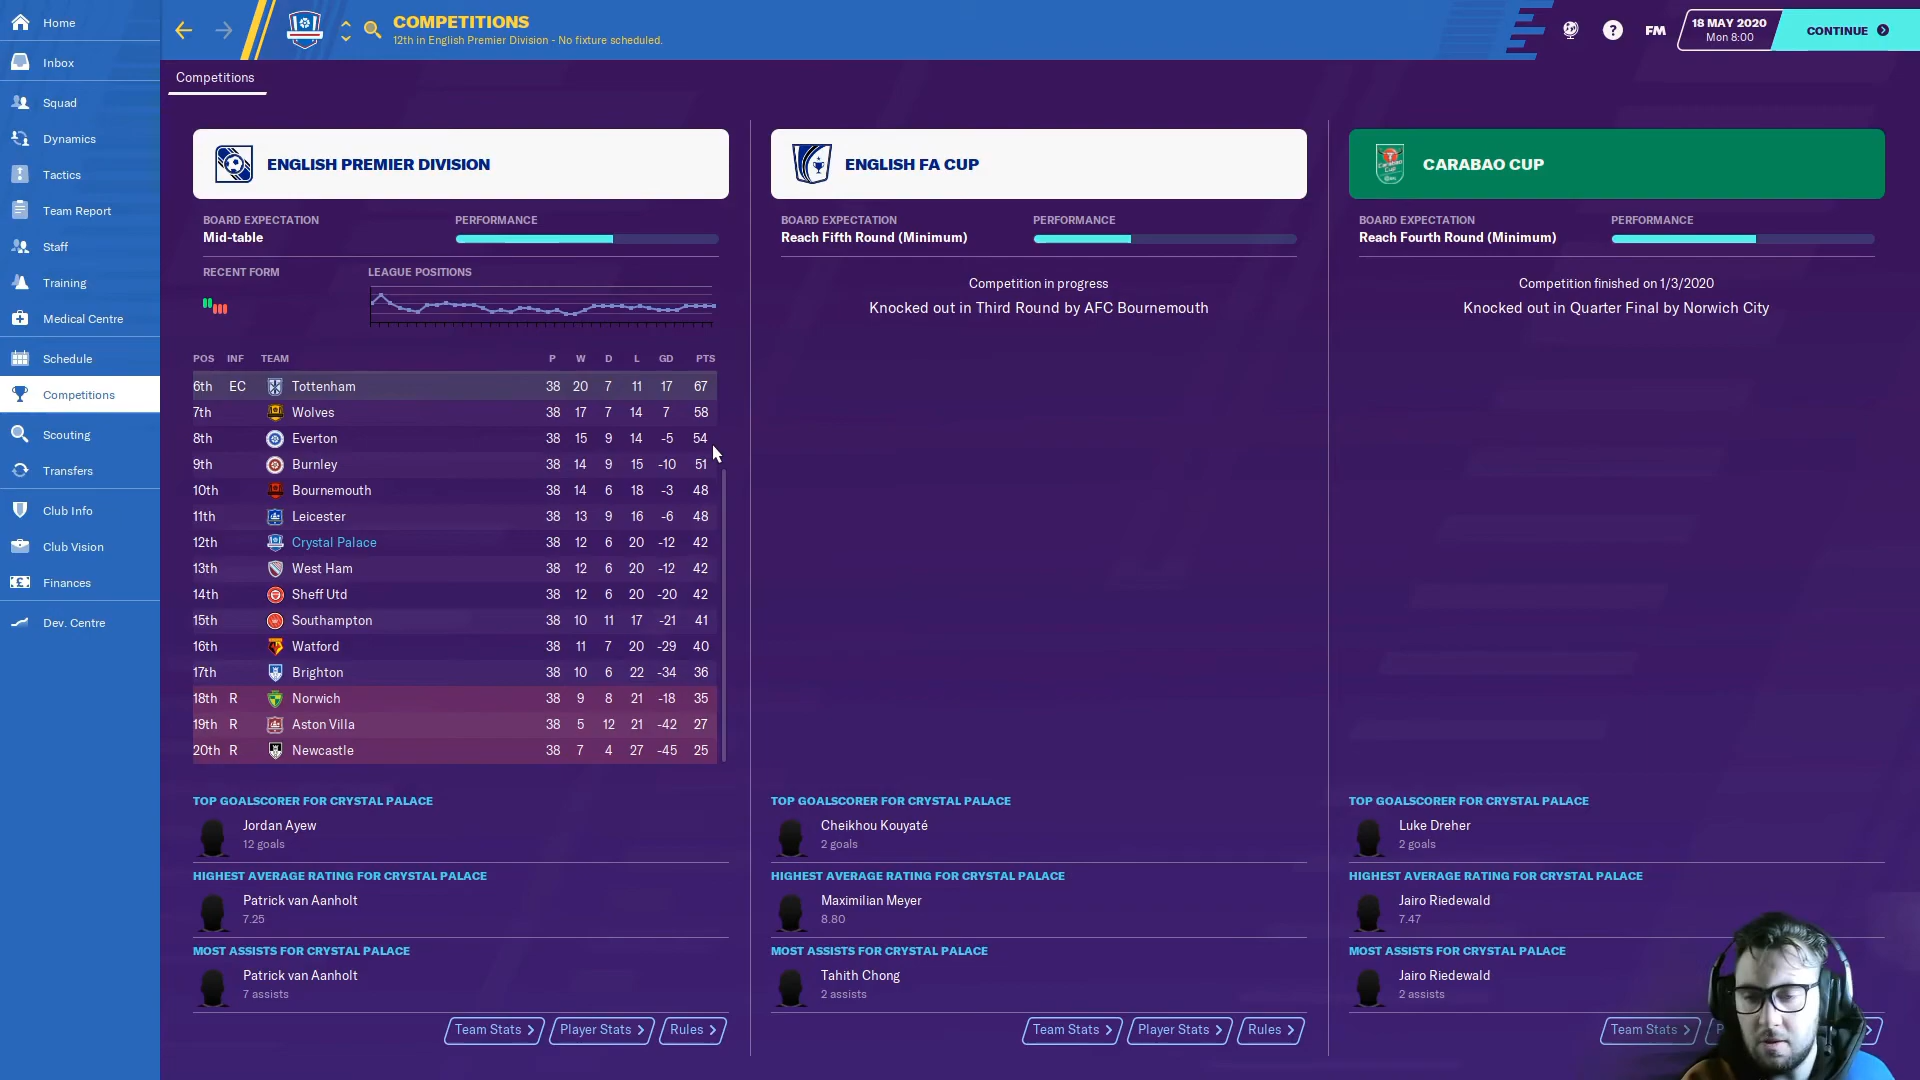 Home
Inbox
Squad
Dynamics
Tactics
Team Report
Staff
Training
Medical Centre
Schedule
Competitions
Scouting
Transfers
Club Info
Club Vision
Finances
Dev. Centre
COMPETITIONS
12th in English Premier Division - No fixture scheduled.
?
FM
18 MAY 2020
Mon 8:00
CONTINUE
Competitions
ENGLISH PREMIER DIVISION
BOARD EXPECTATION PERFORMANCE
Mid-table
RECENT FORM LEAGUE POSITIONS
POS INF TEAM P W D L GD PTS
6th EC Tottenham 38 20 7 11 17 67
7th Wolves 38 17 7 14 7 58
8th Everton 38 15 9 14 -5 54
9th Burnley 38 14 9 15 -10 51
10th Bournemouth 38 14 6 18 -3 48
11th Leicester 38 13 9 16 -6 48
12th Crystal Palace 38 12 6 20 -12 42
13th West Ham 38 12 6 20 -12 42
14th Sheff Utd 38 12 6 20 -20 42
15th Southampton 38 10 11 17 -21 41
16th Watford 38 11 7 20 -29 40
17th Brighton 38 10 6 22 -34 36
18th R Norwich 38 9 8 21 -18 35
19th R Aston Villa 38 5 12 21 -42 27
20th R Newcastle 38 7 4 27 -45 25
TOP GOALSCORER FOR CRYSTAL PALACE
Jordan Ayew
12 goals
HIGHEST AVERAGE RATING FOR CRYSTAL PALACE
Patrick van Aanholt
7.25
MOST ASSISTS FOR CRYSTAL PALACE
Patrick van Aanholt
7 assists
Team Stats Player Stats Rules
ENGLISH FA CUP
BOARD EXPECTATION PERFORMANCE
Reach Fifth Round (Minimum)
Competition in progress
Knocked out in Third Round by AFC Bournemouth
TOP GOALSCORER FOR CRYSTAL PALACE
Cheikhou Kouyaté
2 goals
HIGHEST AVERAGE RATING FOR CRYSTAL PALACE
Maximilian Meyer
8.80
MOST ASSISTS FOR CRYSTAL PALACE
Tahith Chong
2 assists
Team Stats Player Stats Rules
CARABAO CUP
BOARD EXPECTATION PERFORMANCE
Reach Fourth Round (Minimum)
Competition finished on 1/3/2020
Knocked out in Quarter Final by Norwich City
TOP GOALSCORER FOR CRYSTAL PALACE
Luke Dreher
2 goals
HIGHEST AVERAGE RATING FOR CRYSTAL PALACE
Jairo Riedewald
7.47
MOST ASSISTS FOR CRYSTAL PALACE
Jairo Riedewald
2 assists
Team Stats